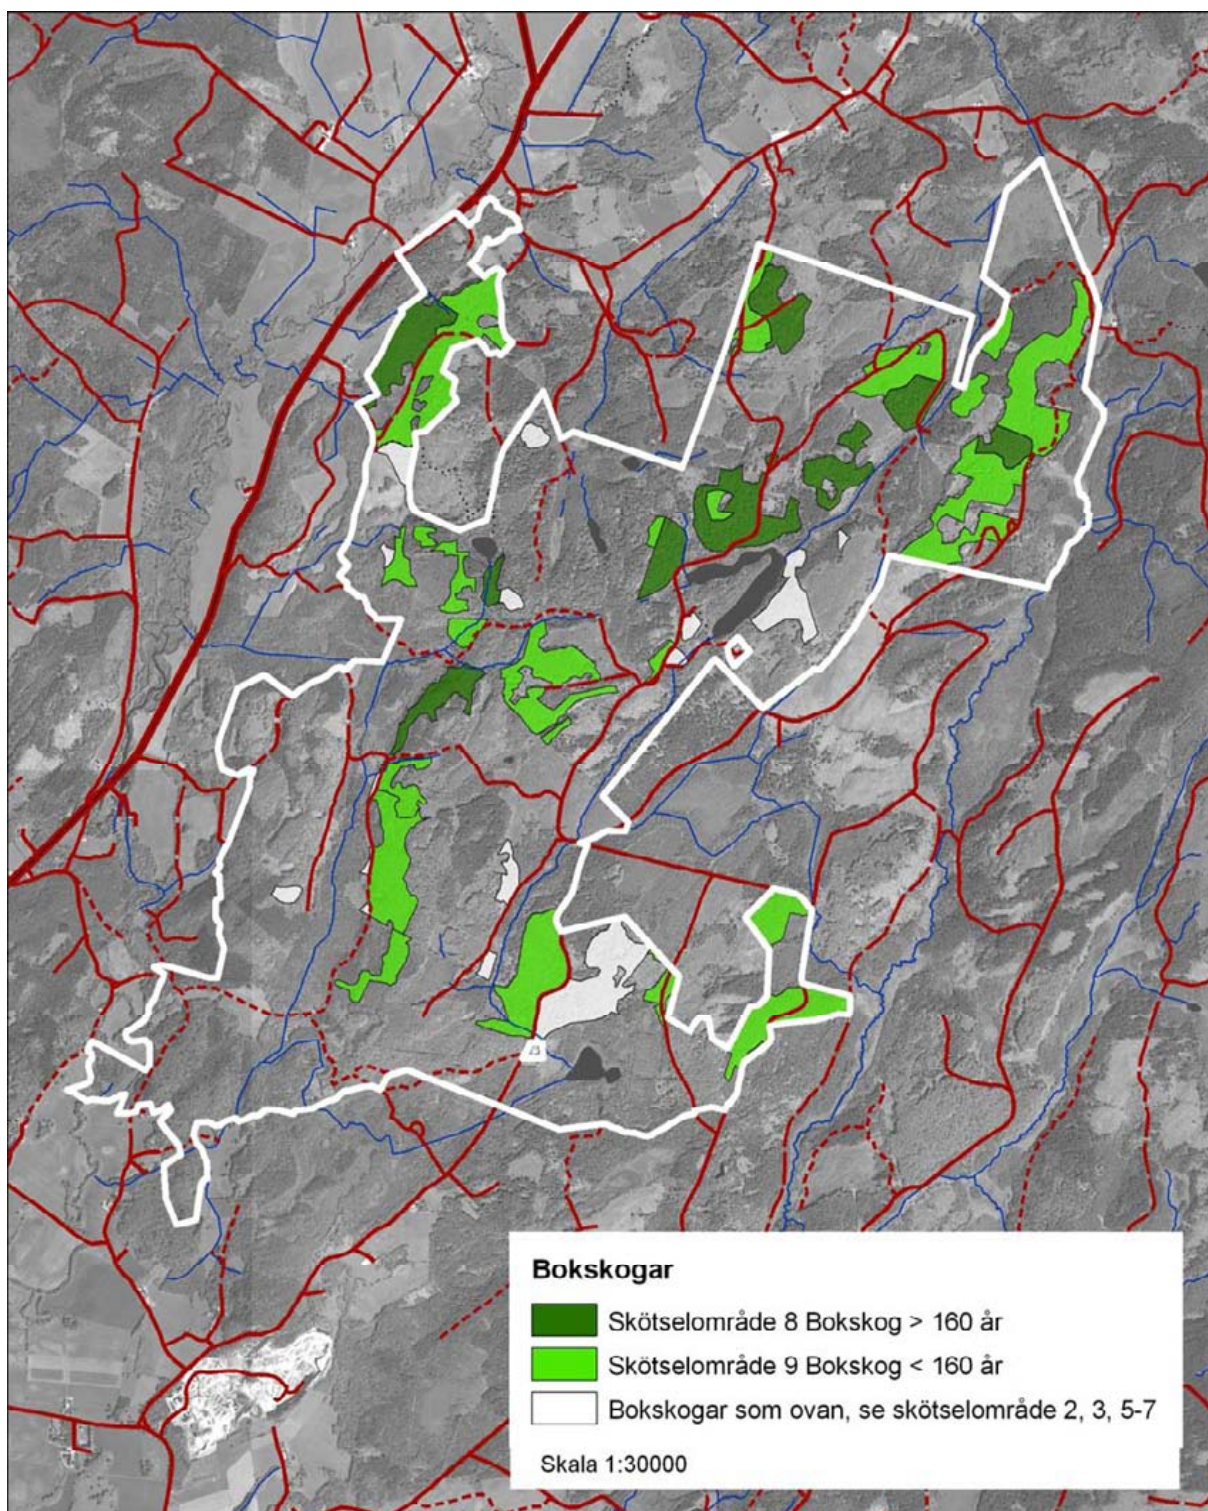 Bokskogar
Skötselområde 8 Bokskog > 160 år
Skötselområde 9 Bokskog < 160 år
Bokskogar som ovan, se skötselområde 2, 3, 5-7
Skala 1:30000